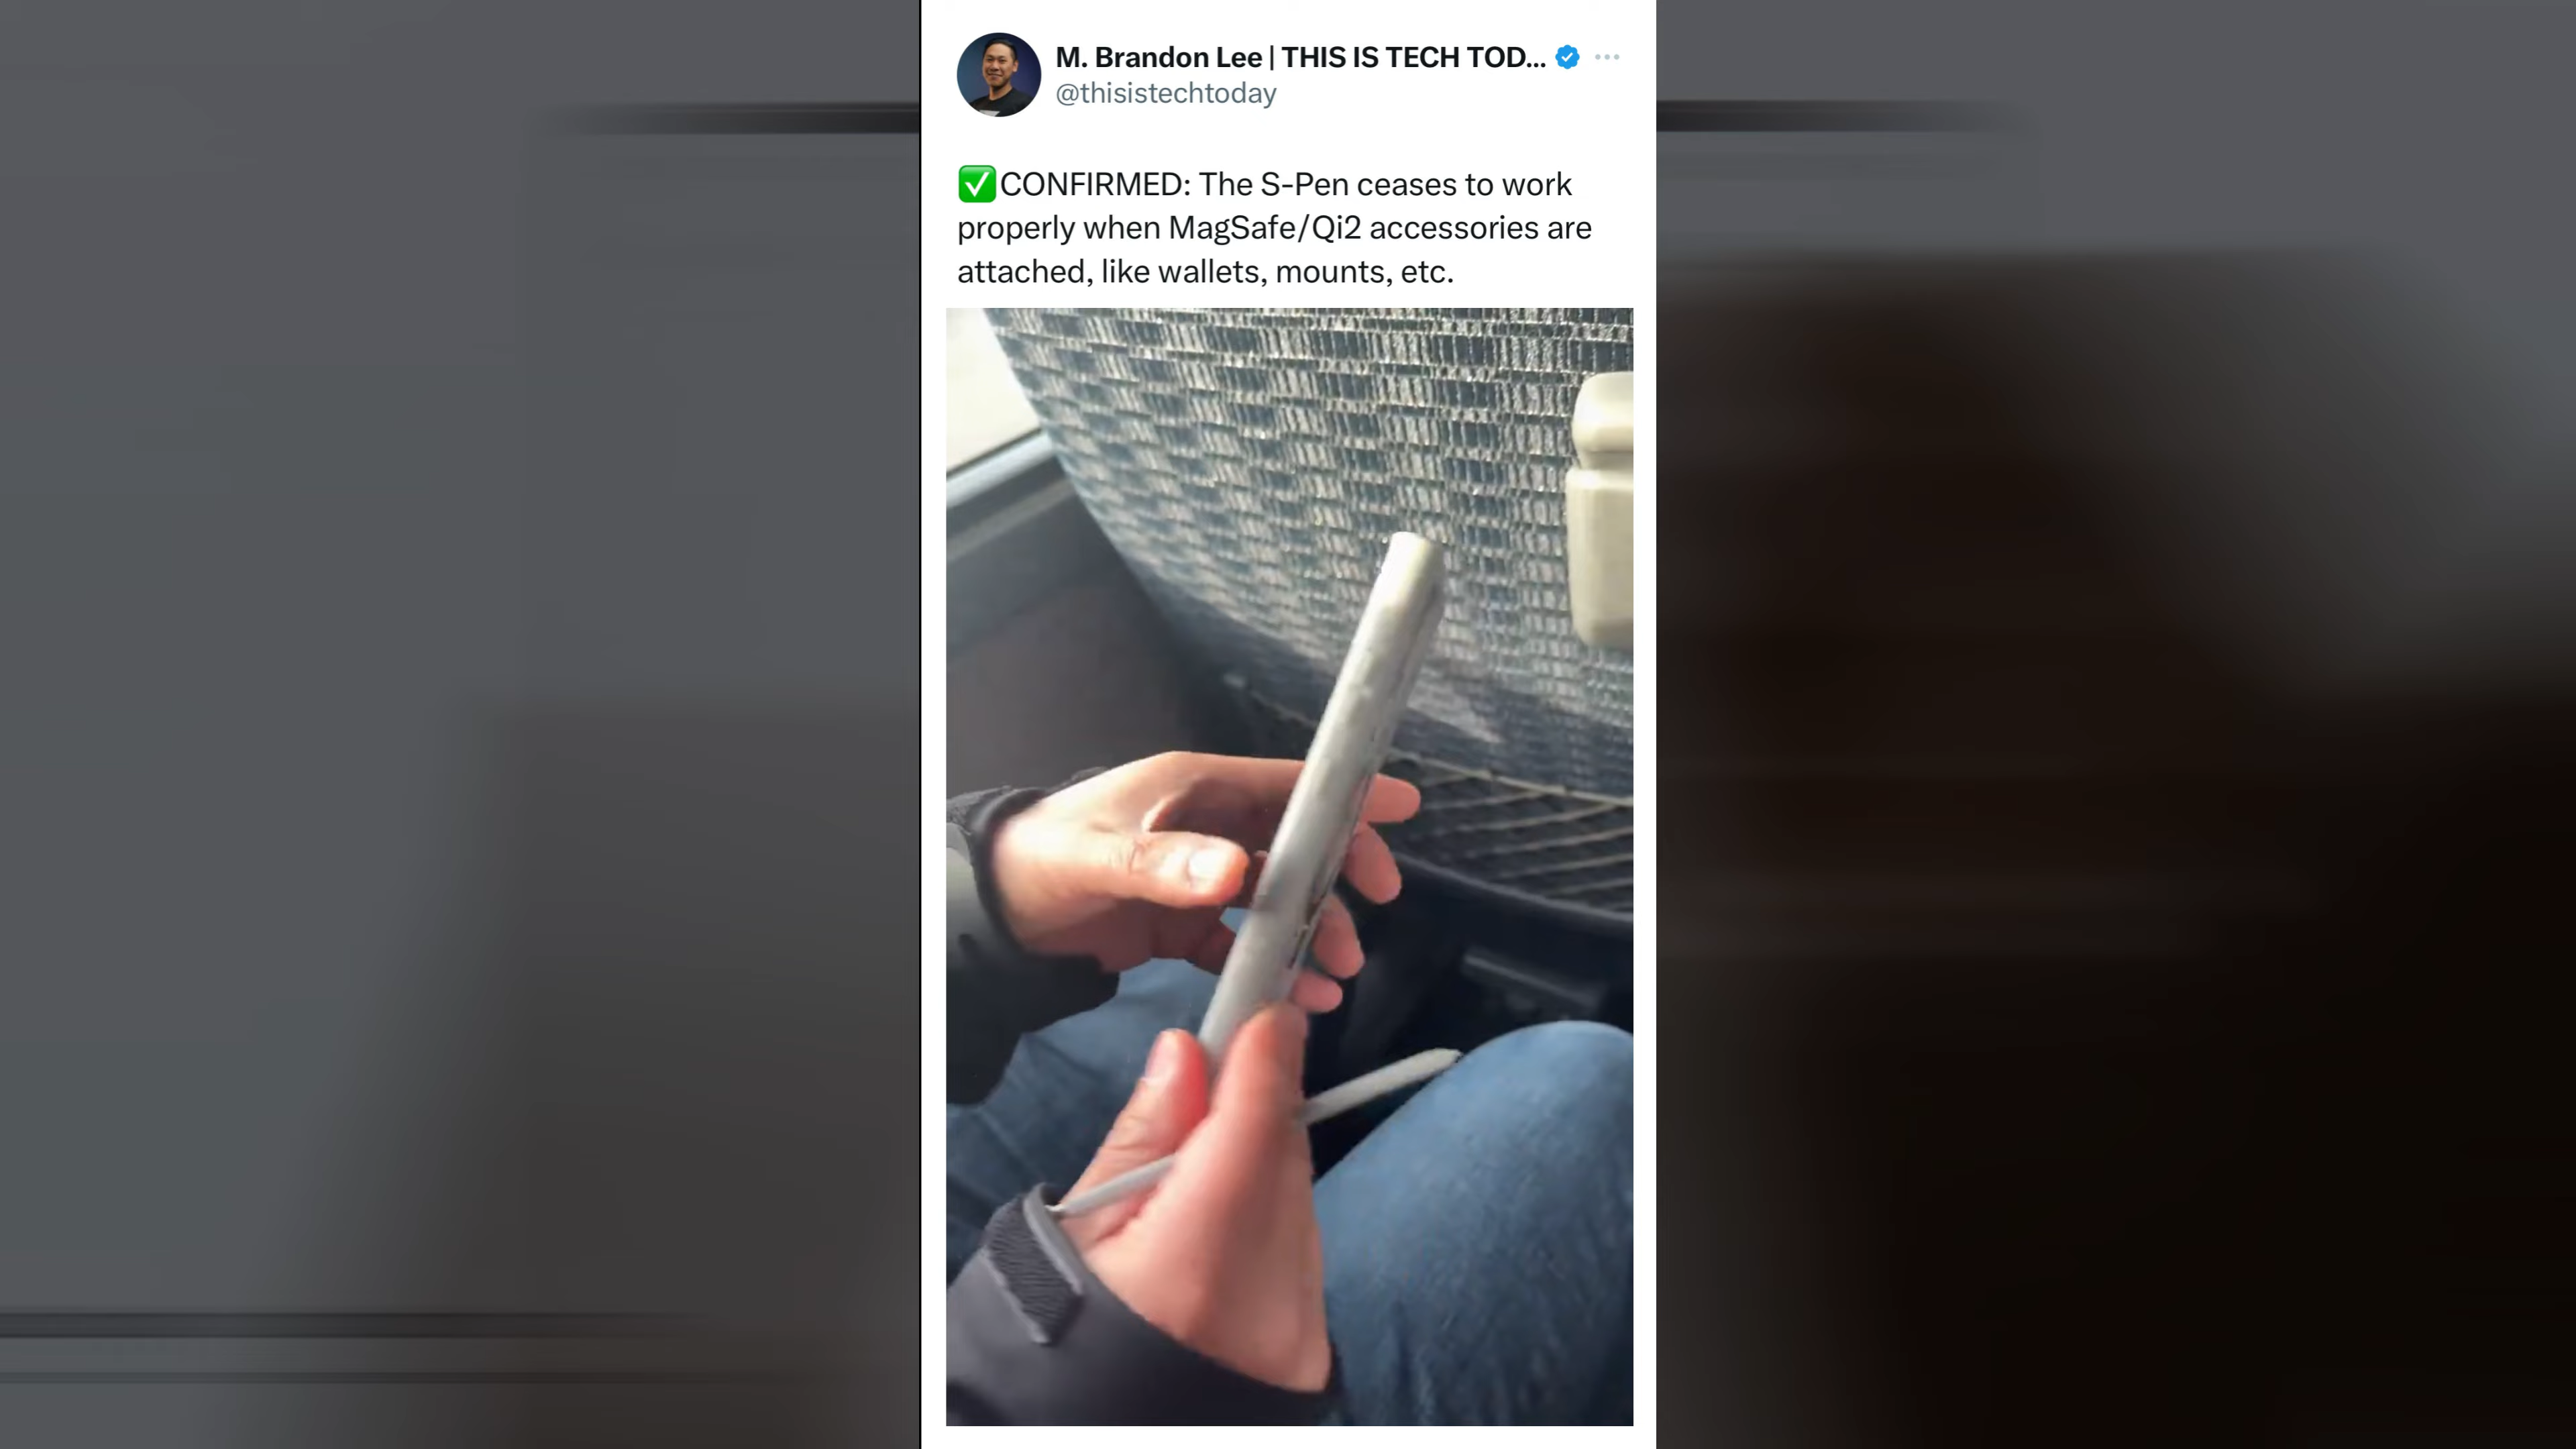 M. Brandon Lee | THIS IS TECH TOD...
@thisistechtoday
✅CONFIRMED: The S-Pen ceases to work
properly when MagSafe/Qi2 accessories are
attached, like wallets, mounts, etc.